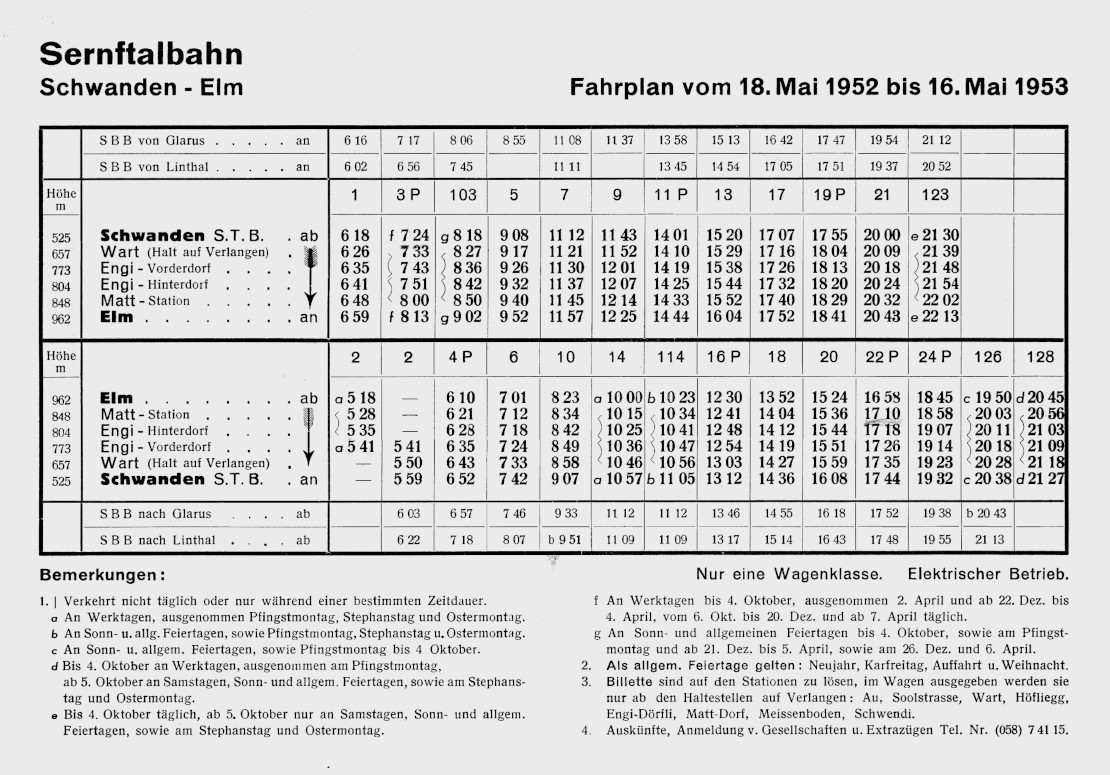 Sernftalbahn
Schwanden - Elm Fahrplan vom 18. Mai 1952 bis 16. Mai 1953
SBB von Glarus . . . . . an 6 16 7 17 8 06 8 55 11 08 11 37 13 58 15 13 16 42 17 47 19 54 21 12
SBB von Linthal . . . . . an 6 02 6 56 7 45 11 11 13 45 14 54 17 05 17 51 19 37 20 52
Höhe m 1 3 P 103 5 7 9 11 P 13 17 19 P 21 123
525 Schwanden S.T.B. . ab 6 18 f 7 24 g 8 18 9 08 11 12 11 43 14 01 15 20 17 07 17 55 20 00 e 21 30
657 Wart (Halt auf Verlangen) . 6 26 7 33 8 27 9 17 11 21 11 52 14 10 15 29 17 16 18 04 20 09 21 39
773 Engi - Vorderdorf . . . . 6 35 7 43 8 36 9 26 11 30 12 01 14 19 15 38 17 26 18 13 20 18 21 48
804 Engi - Hinterdorf . . . . 6 41 7 51 8 42 9 32 11 37 12 07 14 25 15 44 17 32 18 20 20 24 21 54
848 Matt - Station . . . . . 6 48 8 00 8 50 9 40 11 45 12 14 14 33 15 52 17 40 18 29 20 32 22 02
962 Elm . . . . . . . . an 6 59 f 8 13 g 9 02 9 52 11 57 12 25 14 44 16 04 17 52 18 41 20 43 e 22 13
Höhe m 2 2 4 P 6 10 14 114 16 P 18 20 22 P 24 P 126 128
962 Elm . . . . . . . . ab a 5 18 — 6 10 7 01 8 23 a 10 00 b 10 23 12 30 13 52 15 24 16 58 18 45 c 19 50 d 20 45
848 Matt - Station . . . . . 5 28 — 6 21 7 12 8 34 10 15 10 34 12 41 14 04 15 36 17 10 18 58 20 03 20 56
804 Engi - Hinterdorf . . . . 5 35 — 6 28 7 18 8 42 10 25 10 41 12 48 14 12 15 44 17 18 19 07 20 11 21 03
773 Engi - Vorderdorf . . . . a 5 41 5 41 6 35 7 24 8 49 10 36 10 47 12 54 14 19 15 51 17 26 19 14 20 18 21 09
657 Wart (Halt auf Verlangen) . — 5 50 6 43 7 33 8 58 10 46 10 56 13 03 14 27 15 59 17 35 19 23 20 28 21 18
525 Schwanden S.T.B. . an — 5 59 6 52 7 42 9 07 a 10 57 b 11 05 13 12 14 36 16 08 17 44 19 32 c 20 38 d 21 27
SBB nach Glarus . . . . ab 6 03 6 57 7 46 9 33 11 12 11 12 13 46 14 55 16 18 17 52 19 38 b 20 43
SBB nach Linthal . . . . ab 6 22 7 18 8 07 b 9 51 11 09 11 09 13 17 15 14 16 43 17 48 19 55 21 13
Bemerkungen: Nur eine Wagenklasse. Elektrischer Betrieb.
1. | Verkehrt nicht täglich oder nur während einer bestimmten Zeitdauer.
a An Werktagen, ausgenommen Pfingstmontag, Stephanstag und Ostermontag.
b An Sonn- u. allg. Feiertagen, sowie Pfingstmontag, Stephanstag u. Ostermontag.
c An Sonn- u. allgem. Feiertagen, sowie Pfingstmontag bis 4 Oktober.
d Bis 4. Oktober an Werktagen, ausgenommen am Pfingstmontag,
ab 5. Oktober an Samstagen, Sonn- und allgem. Feiertagen, sowie am Stephans-
tag und Ostermontag.
e Bis 4. Oktober täglich, ab 5. Oktober nur an Samstagen, Sonn- und allgem.
Feiertagen, sowie am Stephanstag und Ostermontag.
f An Werktagen bis 4. Oktober, ausgenommen 2. April und ab 22. Dez. bis
4. April, vom 6. Okt. bis 20. Dez. und ab 7. April täglich.
g An Sonn- und allgemeinen Feiertagen bis 4. Oktober, sowie am Pfingst-
montag und ab 21. Dez. bis 5. April, sowie am 26. Dez. und 6. April.
2. Als allgem. Feiertage gelten : Neujahr, Karfreitag, Auffahrt u. Weihnacht.
3. Billette sind auf den Stationen zu lösen, im Wagen ausgegeben werden sie
nur ab den Haltestellen auf Verlangen : Au, Soolstrasse, Wart, Höfliegg,
Engi-Dörfli, Matt-Dorf, Meissenboden, Schwendi.
4. Auskünfte, Anmeldung v. Gesellschaften u. Extrazügen Tel. Nr. (058) 7 41 15.